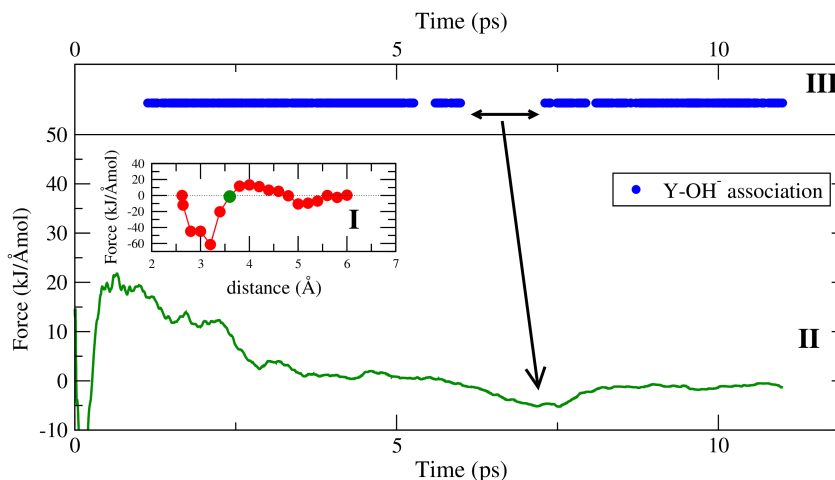 Time (ps)
0 5 10
III
50
40
30
20
10
0
-10
Force (kJ/Åmol)
40
20
0
-20
-40
-60
Force (kJ/Åmol)
I
2 3 4 5 6 7
distance (Å)
Y-OH⁻ association
II
0 5 10
Time (ps)